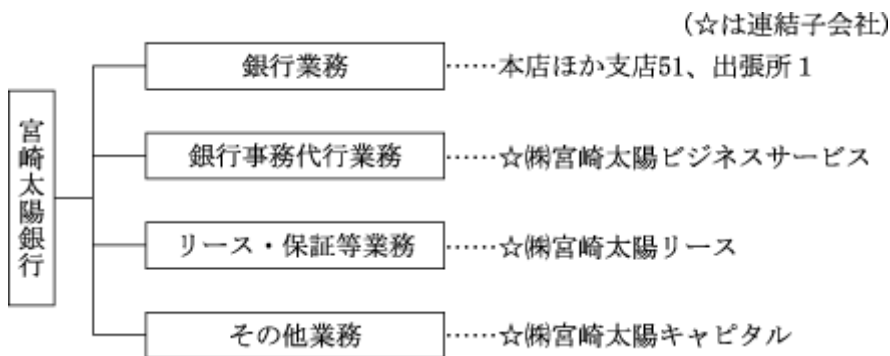 (☆は連結子会社)
宮崎太陽銀行
銀行業務……本店ほか支店51、出張所1
銀行事務代行業務……☆㈱宮崎太陽ビジネスサービス
リース・保証等業務……☆㈱宮崎太陽リース
その他業務……☆㈱宮崎太陽キャピタル